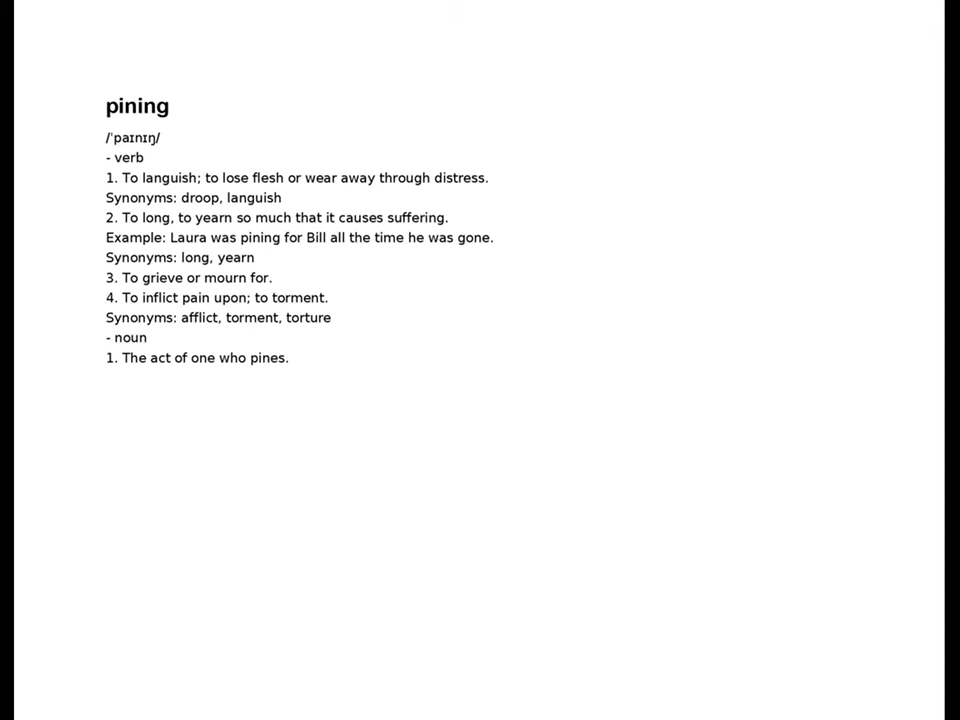 pining
/ˈpaɪnɪŋ/
- verb
1. To languish; to lose flesh or wear away through distress.
Synonyms: droop, languish
2. To long, to yearn so much that it causes suffering.
Example: Laura was pining for Bill all the time he was gone.
Synonyms: long, yearn
3. To grieve or mourn for.
4. To inflict pain upon; to torment.
Synonyms: afflict, torment, torture
- noun
1. The act of one who pines.